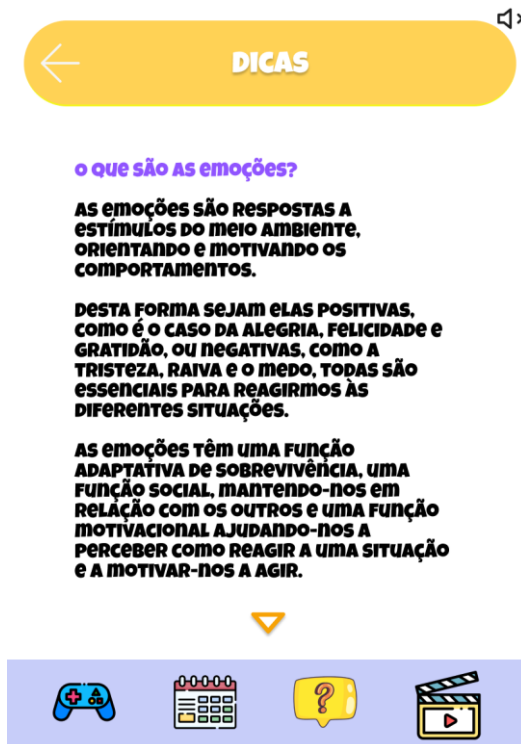 DICAS
O que são as emoções?
As emoções são respostas a
estímulos do meio ambiente,
orientando e motivando os
comportamentos.
Desta forma sejam elas positivas,
como é o caso da alegria, felicidade e
gratidão, ou negativas, como a
tristeza, raiva e o medo, todas são
essenciais para reagirmos às
diferentes situações.
As emoções têm uma função
adaptativa de sobrevivência, uma
função social, mantendo-nos em
relação com os outros e uma função
motivacional ajudando-nos a
perceber como reagir a uma situação
e a motivar-nos a agir.
?